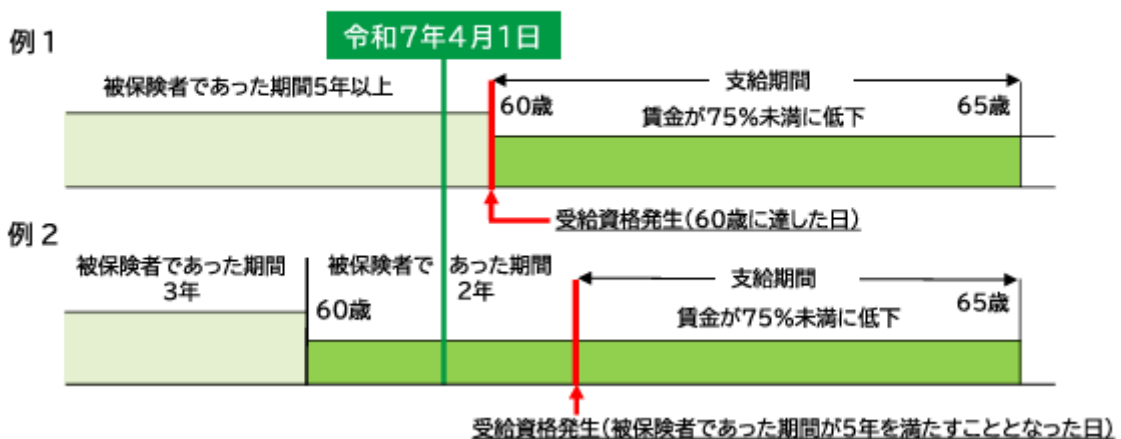 令和7年4月1日
例1
被保険者であった期間5年以上
支給期間
60歳
賃金が75%未満に低下
65歳
受給資格発生(60歳に達した日)
例2
被保険者であった期間
3年
被保険者で あった期間
2年
60歳
支給期間
賃金が75%未満に低下
65歳
受給資格発生(被保険者であった期間が5年を満たすこととなった日)